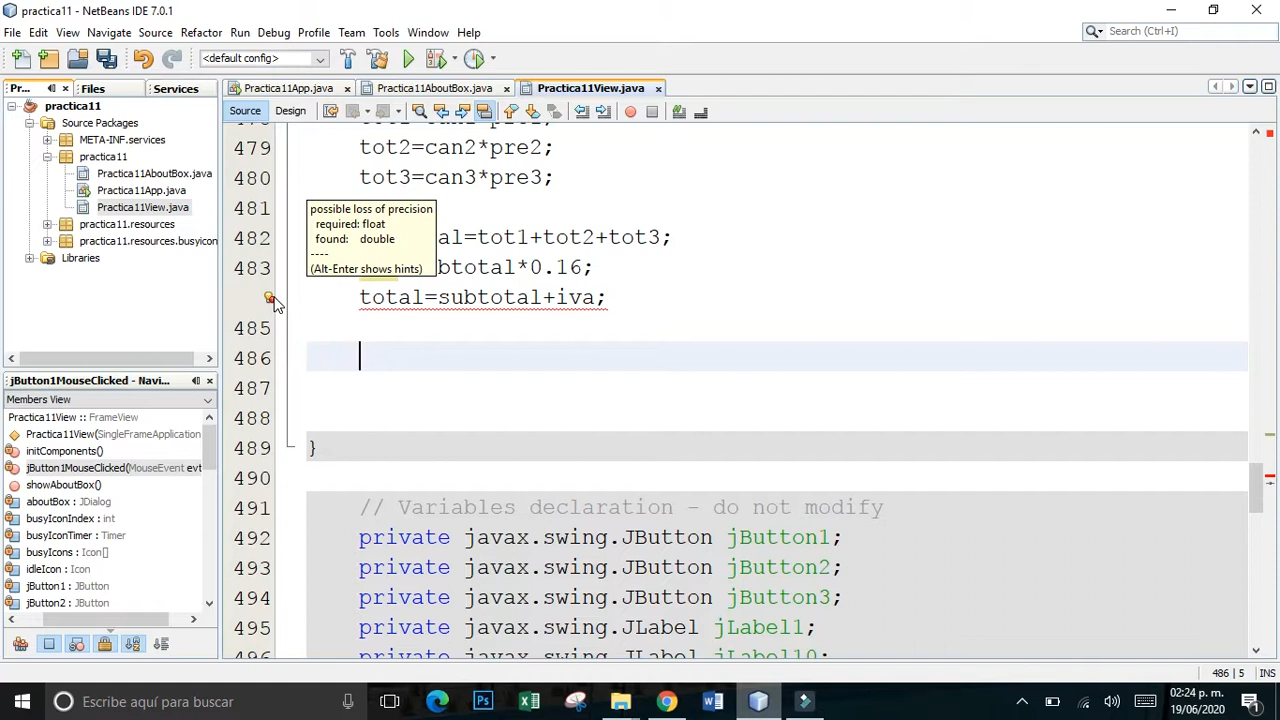 practica11 - NetBeans IDE 7.0.1
File Edit View Navigate Source Refactor Run Debug Profile Team Tools Window Help
Search (Ctrl+I)
<default config>
Pr... Files Services
Practica11App.java Practica11AboutBox.java Practica11View.java
Source Design
practica11
Source Packages
META-INF.services
practica11
Practica11AboutBox.java
Practica11App.java
Practica11View.java
practica11.resources
practica11.resources.busyicon
Libraries
479 tot2=can2*pre2;
480 tot3=can3*pre3;
481
482 al=tot1+tot2+tot3;
483 btotal*0.16;
total=subtotal+iva;
485
486
487
488
489 }
490
491 // Variables declaration - do not modify
492 private javax.swing.JButton jButton1;
493 private javax.swing.JButton jButton2;
494 private javax.swing.JButton jButton3;
495 private javax.swing.JLabel jLabel1;
496 private javax.swing.JLabel jLabel10;
possible loss of precision
required: float
found: double
----
(Alt-Enter shows hints)
jButton1MouseClicked - Navi...
Members View
Practica11View :: FrameView
Practica11View(SingleFrameApplication
initComponents()
jButton1MouseClicked(MouseEvent evt
showAboutBox()
aboutBox : JDialog
busyIconIndex : int
busyIconTimer : Timer
busyIcons : Icon[]
idleIcon : Icon
jButton1 : JButton
jButton2 : JButton
486 | 5 INS
Escribe aquí para buscar
02:24 p. m.
19/06/2020
1